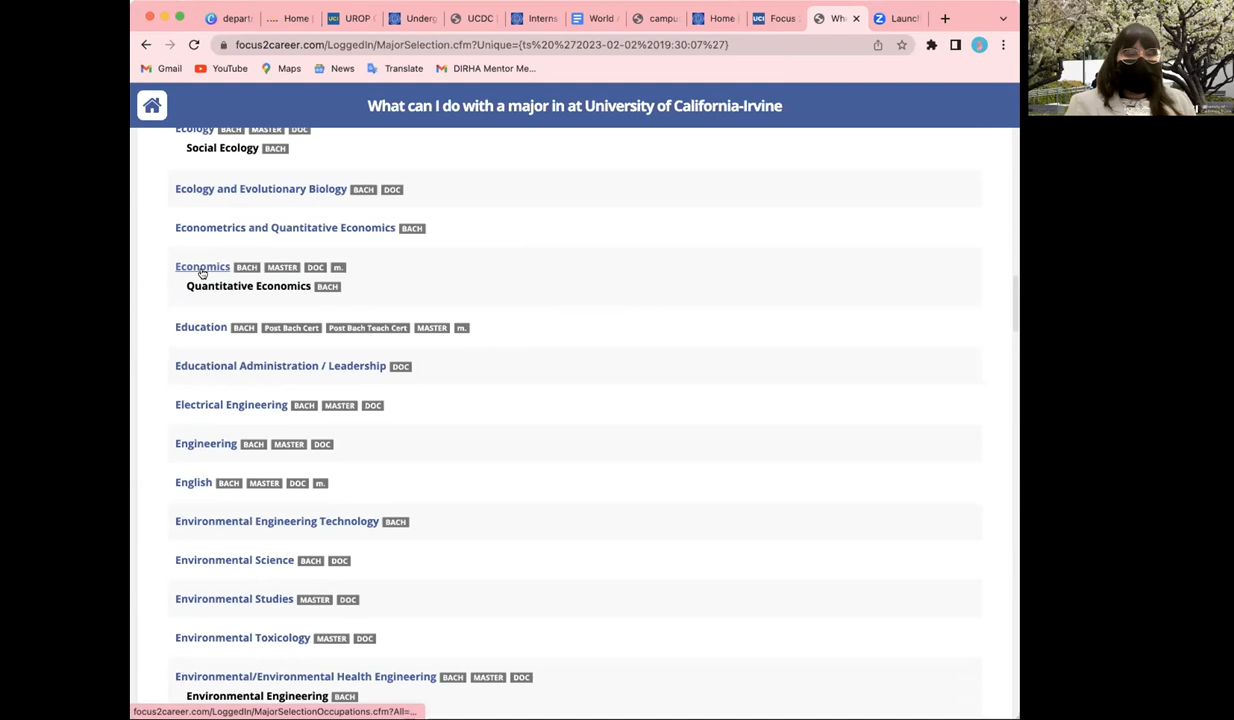 depart
Home
UROP
Underg
UCDC
Interns
World
campu
Home
Focus 2
Wha
Launch
focus2career.com/LoggedIn/MajorSelection.cfm?Unique={ts%20%272023-02-02%2019:30:07%27}
Gmail YouTube Maps News Translate DIRHA Mentor Me...
What can I do with a major in at University of California-Irvine
Ecology BACH MASTER DOC
Social Ecology BACH
Ecology and Evolutionary Biology BACH DOC
Econometrics and Quantitative Economics BACH
Economics BACH MASTER DOC m.
Quantitative Economics BACH
Education BACH Post Bach Cert Post Bach Teach Cert MASTER m.
Educational Administration / Leadership DOC
Electrical Engineering BACH MASTER DOC
Engineering BACH MASTER DOC
English BACH MASTER DOC m.
Environmental Engineering Technology BACH
Environmental Science BACH DOC
Environmental Studies MASTER DOC
Environmental Toxicology MASTER DOC
Environmental/Environmental Health Engineering BACH MASTER DOC
Environmental Engineering BACH
focus2career.com/LoggedIn/MajorSelectionOccupations.cfm?All=...